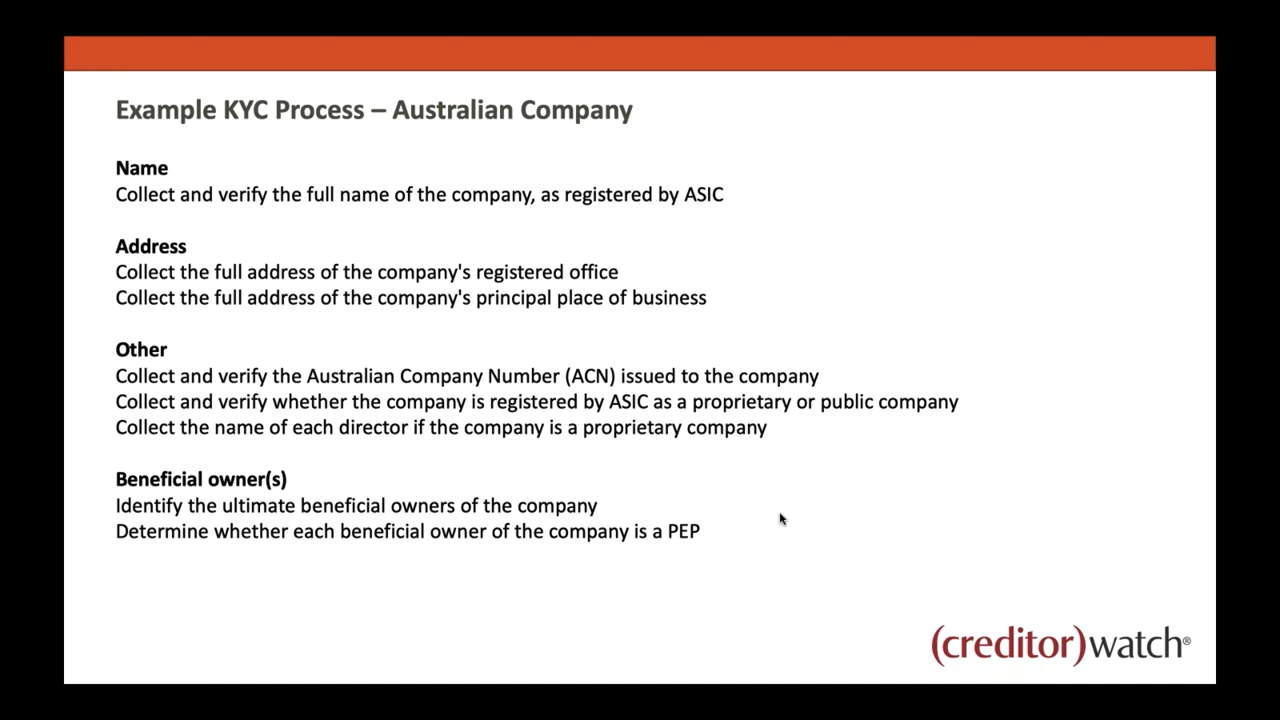 Example KYC Process – Australian Company
Name
Collect and verify the full name of the company, as registered by ASIC
Address
Collect the full address of the company's registered office
Collect the full address of the company's principal place of business
Other
Collect and verify the Australian Company Number (ACN) issued to the company
Collect and verify whether the company is registered by ASIC as a proprietary or public company
Collect the name of each director if the company is a proprietary company
Beneficial owner(s)
Identify the ultimate beneficial owners of the company
Determine whether each beneficial owner of the company is a PEP
(creditor)watch®